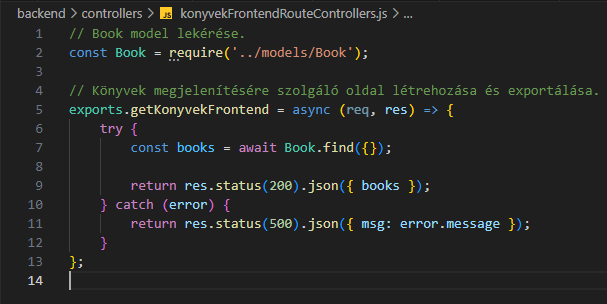 backend > controllers > JS konyvekFrontendRouteControllers.js > ...
1 // Book model lekérése.
2 const Book = require('../models/Book');
3
4 // Könyvek megjelenítésére szolgáló oldal létrehozása és exportálása.
5 exports.getKonyvekFrontend = async (req, res) => {
6     try {
7         const books = await Book.find({});
8
9         return res.status(200).json({ books });
10     } catch (error) {
11         return res.status(500).json({ msg: error.message });
12     }
13 };
14